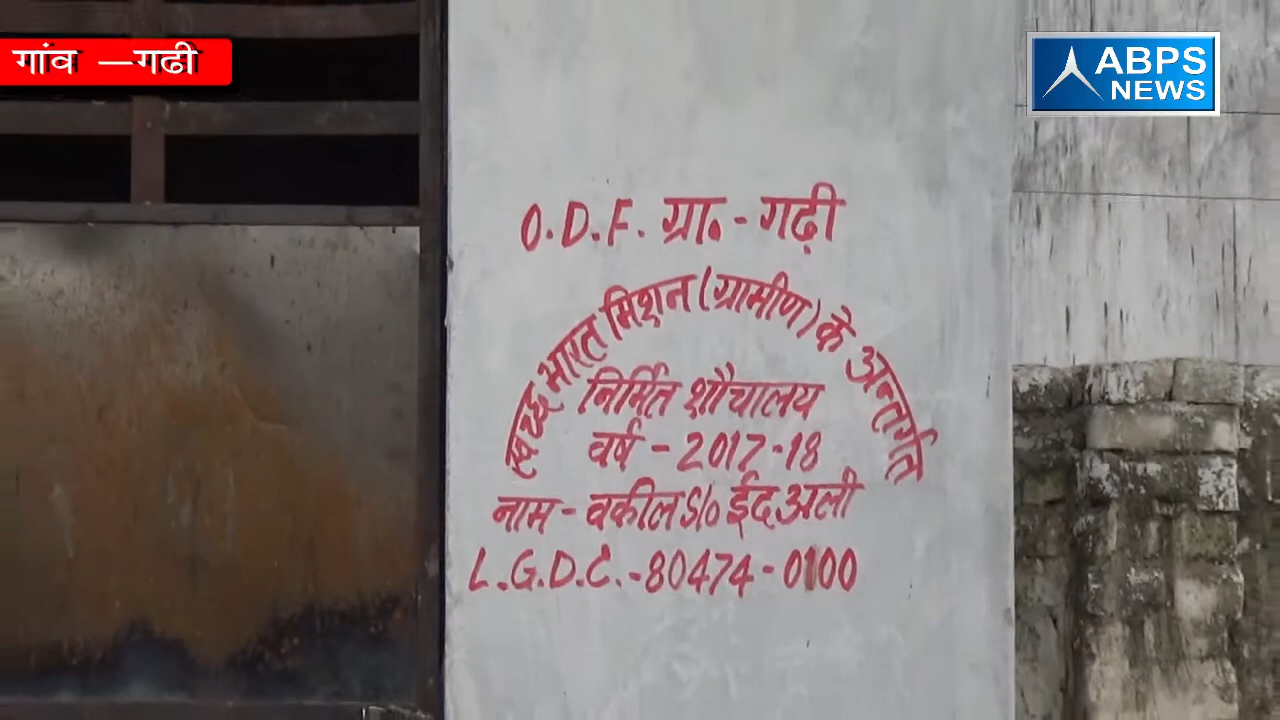 गांव —गढी
ABPS
NEWS
O.D.F. ग्रा.-गढ़ी
स्वच्छ भारत मिशन (ग्रामीण) के अन्तर्गत
निर्मित शौचालय
वर्ष - 2017-18
नाम - वकील S/o ईद अली
L.G.D.C.-80474-0100